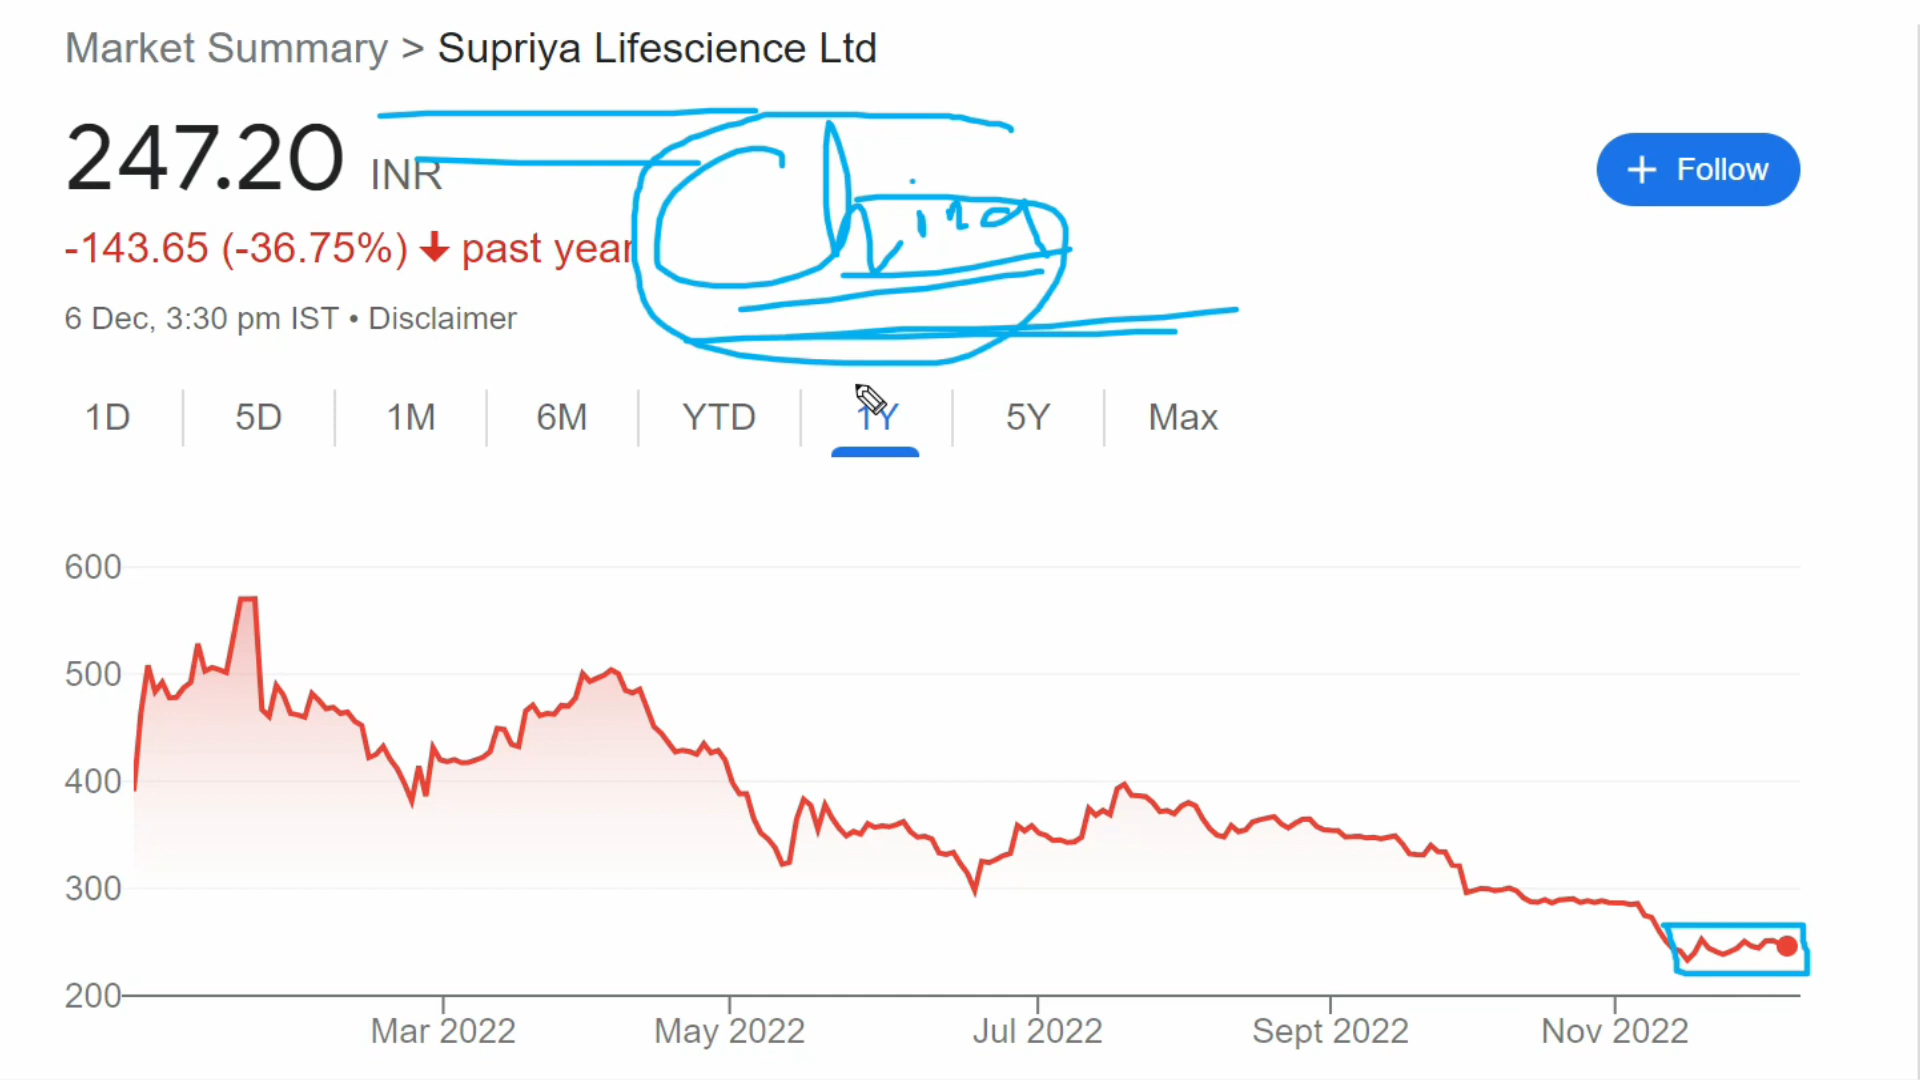 Market Summary > Supriya Lifescience Ltd
247.20 INR
China
+ Follow
-143.65 (-36.75%) past year
6 Dec, 3:30 pm IST • Disclaimer
1D 5D 1M 6M YTD 1Y 5Y Max
600
500
400
300
200
Mar 2022 May 2022 Jul 2022 Sept 2022 Nov 2022